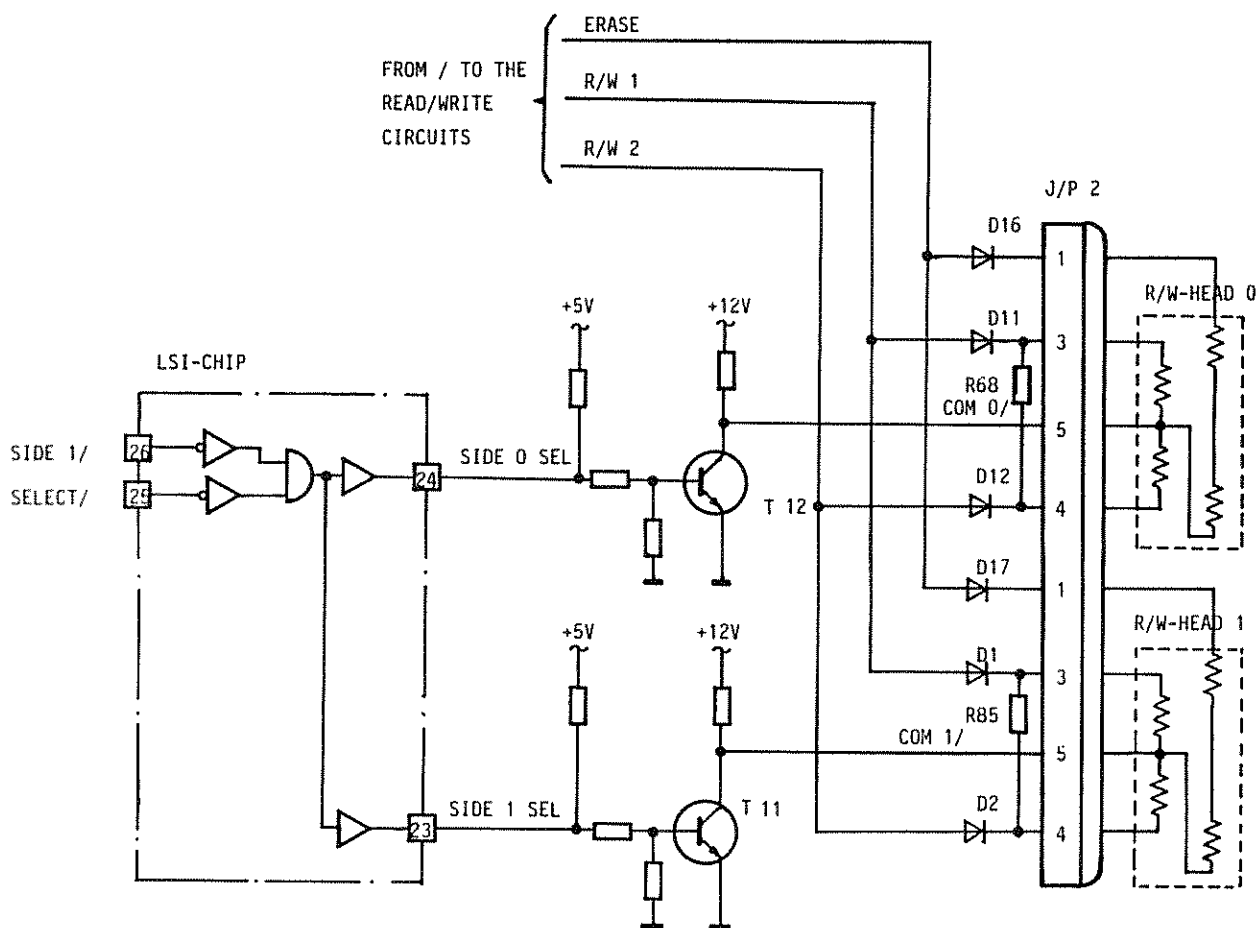 ERASE
FROM / TO THE
READ/WRITE
CIRCUITS
R/W 1
R/W 2
J/P 2
D16
1
R/W-HEAD 0
+5V
+12V
D11
3
LSI-CHIP
R68
COM 0/
5
SIDE 1/
26
SELECT/
25
24
SIDE 0 SEL
T 12
D12
4
D17
1
R/W-HEAD 1
+5V
+12V
D1
3
R85
COM 1/
5
23
SIDE 1 SEL
T 11
D2
4